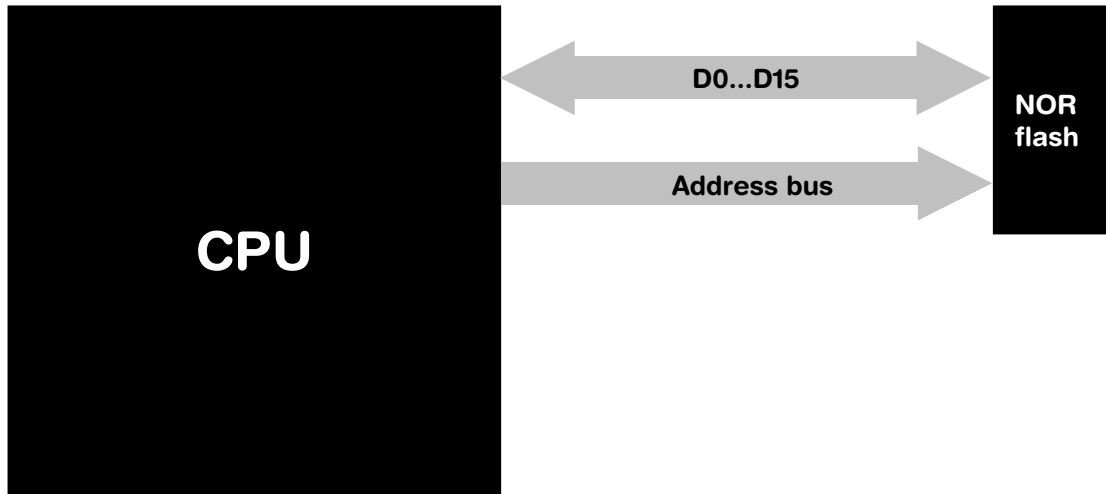 D0...D15
NOR
flash
Address bus
CPU